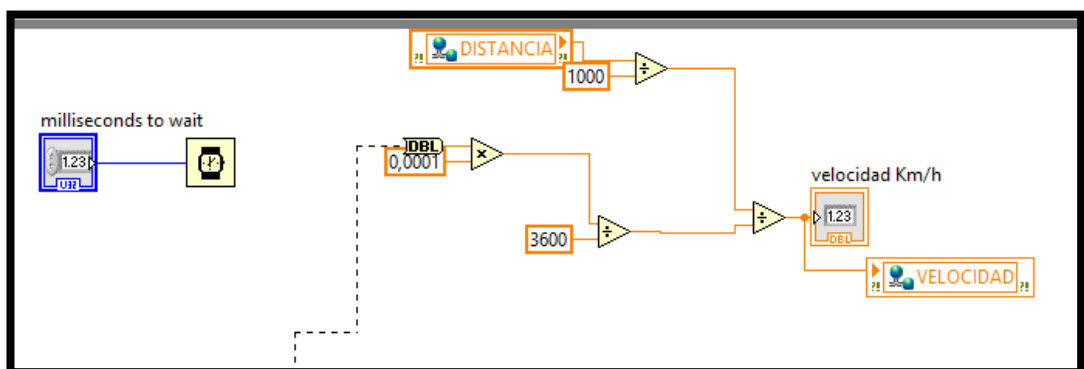 ?! DISTANCIA ?!
1000 ÷
milliseconds to wait
1.23
U32
DBL
0,0001 ×
velocidad Km/h
1.23
DBL
÷
3600 ÷
?! VELOCIDAD ?!